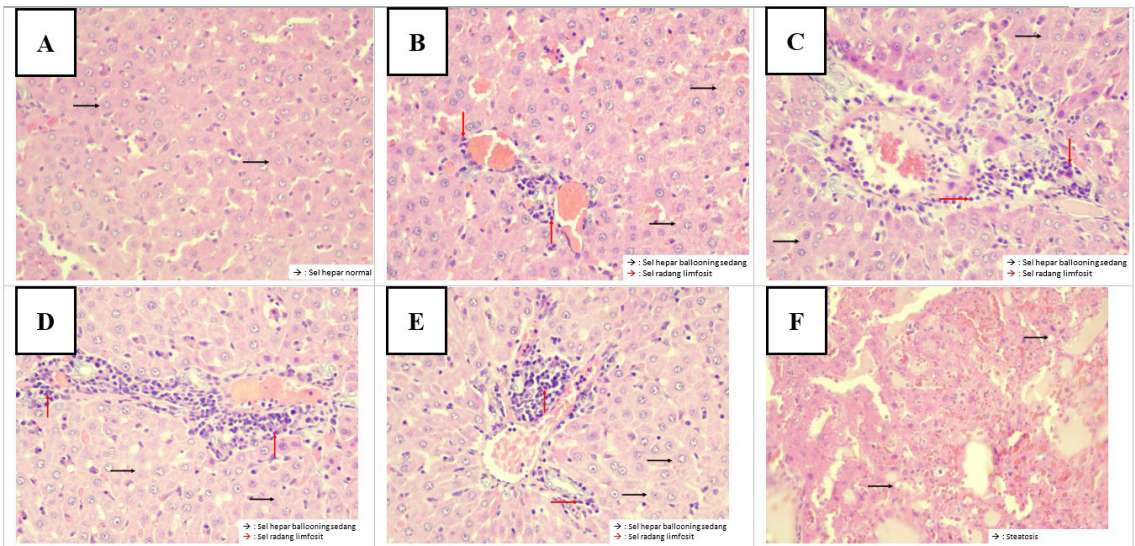 A
→ : Sel hepar normal
B
→ : Sel hepar ballooning sedang
→ : Sel radang limfosit
C
→ : Sel hepar ballooning sedang
→ : Sel radang limfosit
D
→ : Sel hepar ballooning sedang
→ : Sel radang limfosit
E
→ : Sel hepar ballooning sedang
→ : Sel radang limfosit
F
→ : Steatosis